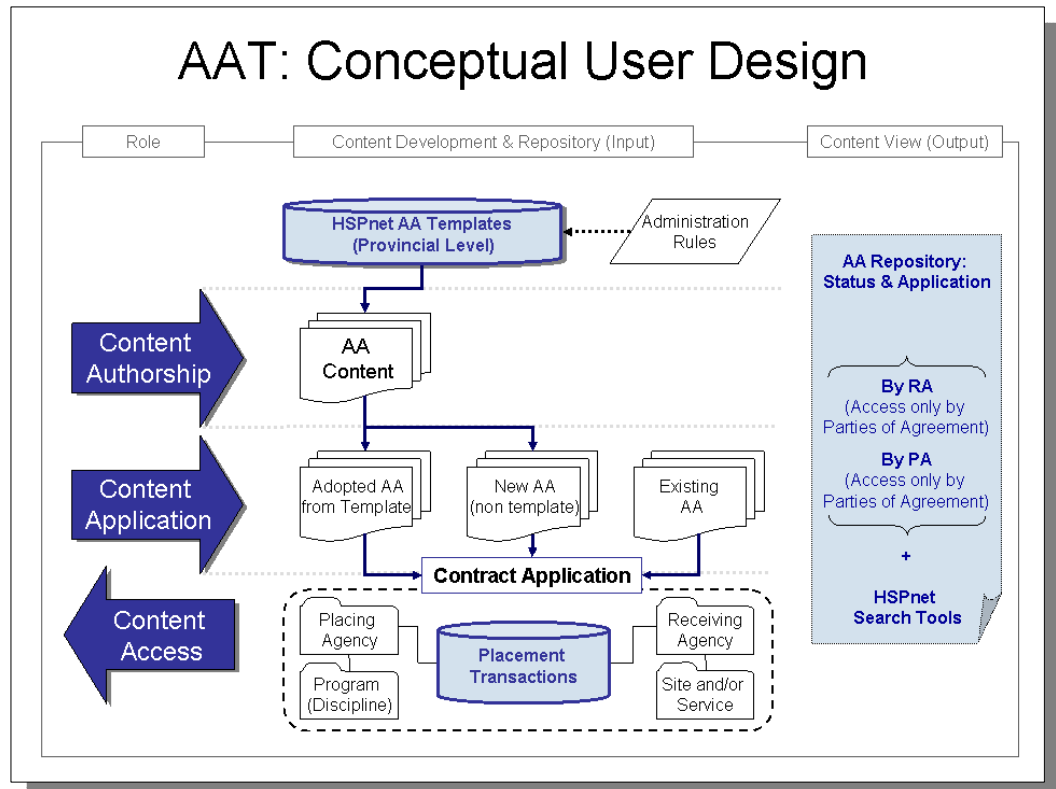 AAT: Conceptual User Design
Role
Content Development & Repository (Input)
Content View (Output)
HSPnet AA Templates
(Provincial Level)
Administration
Rules
AA Repository:
Status & Application
Content
Authorship
AA
Content
By RA
(Access only by
Parties of Agreement)
By PA
(Access only by
Parties of Agreement)
+
HSPnet
Search Tools
Content
Application
Adopted AA
from Template
New AA
(non template)
Existing
AA
Contract Application
Content
Access
Placing
Agency
Program
(Discipline)
Placement
Transactions
Receiving
Agency
Site and/or
Service